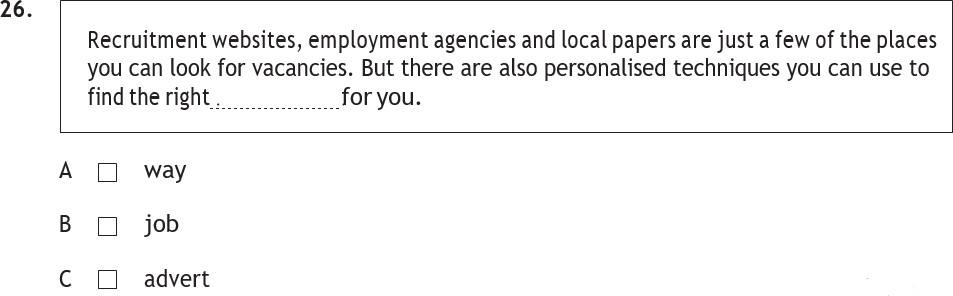 26.
Recruitment websites, employment agencies and local papers are just a few of the places
you can look for vacancies. But there are also personalised techniques you can use to
find the right ................... for you.
A way
B job
C advert